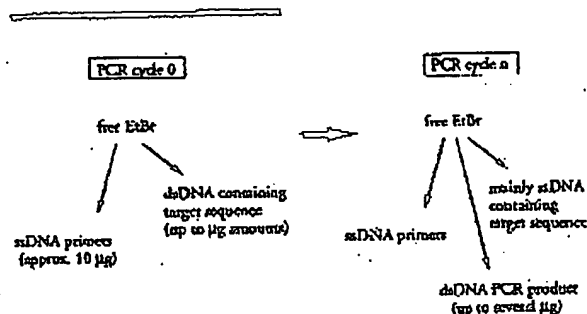 PCR cycle 0
free EtBr
ssDNA primers
(approx. 10 µg)
dsDNA containing
target sequence
(up to µg amounts)
PCR cycle n
free EtBr
ssDNA primers
mainly ssDNA
containing
target sequence
dsDNA PCR product
(up to several µg)